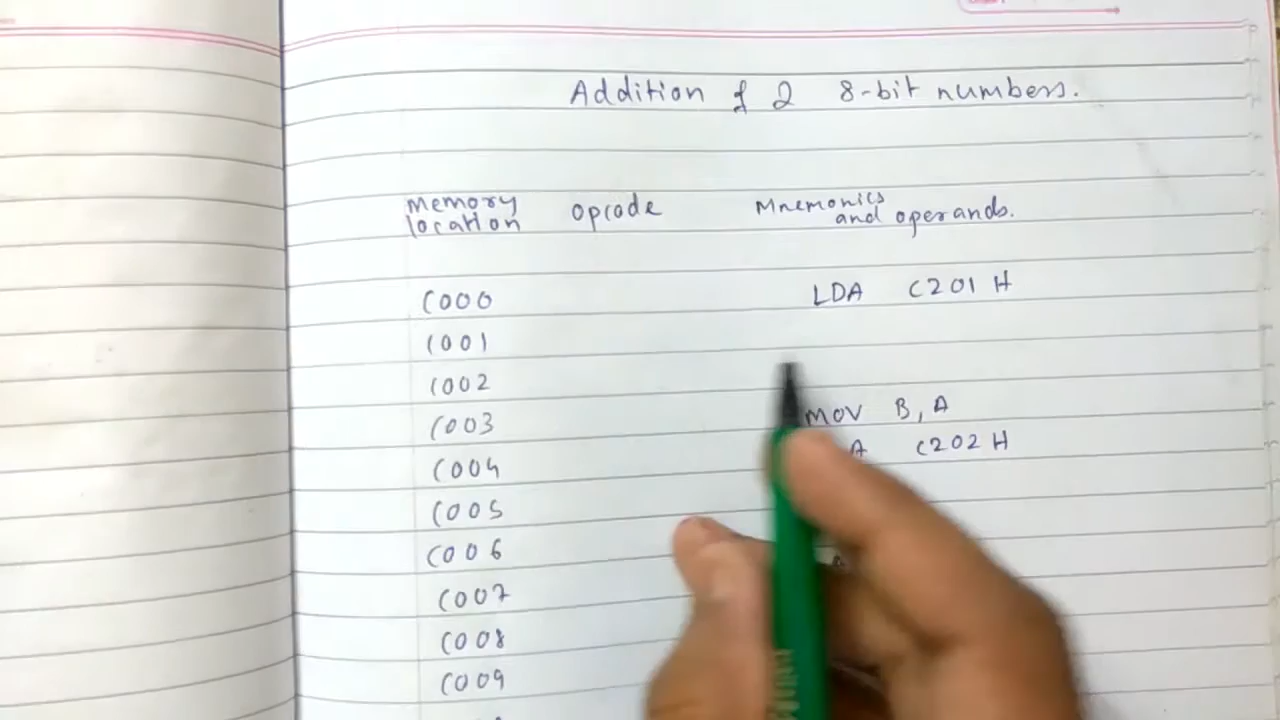 Addition of 2 8-bit numbers.
Memory location opcode Mnemonics and operands.
C000 LDA C201 H
C001
C002
C003 MOV B, A
C004 A C202 H
C005
C006
C007
C008
C009